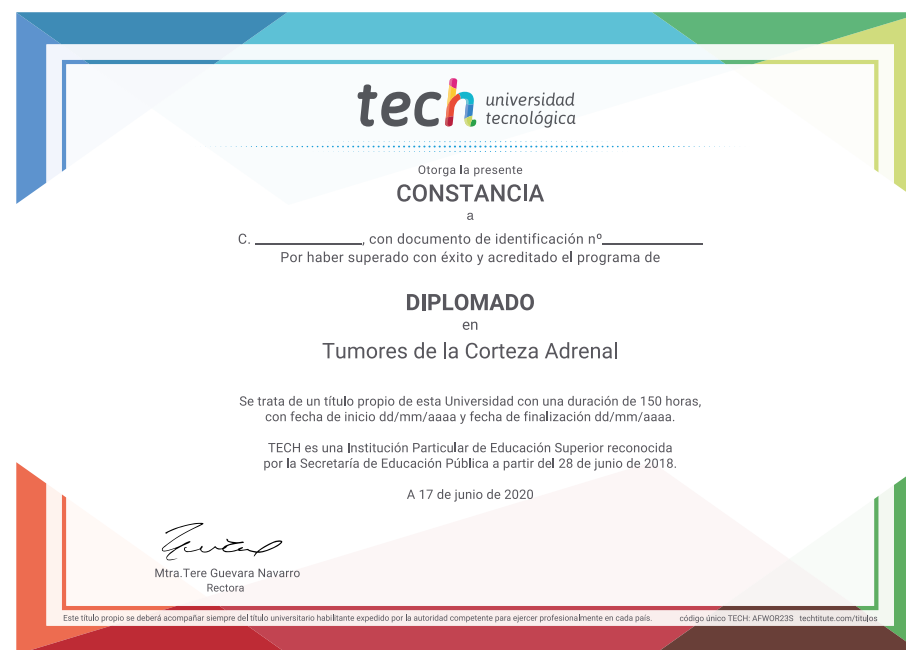 tech universidad
tecnológica
Otorga la presente
CONSTANCIA
a
C. ____________, con documento de identificación nº____________
Por haber superado con éxito y acreditado el programa de
DIPLOMADO
en
Tumores de la Corteza Adrenal
Se trata de un título propio de esta Universidad con una duración de 150 horas,
con fecha de inicio dd/mm/aaaa y fecha de finalización dd/mm/aaaa.
TECH es una Institución Particular de Educación Superior reconocida
por la Secretaría de Educación Pública a partir del 28 de junio de 2018.
A 17 de junio de 2020
Mtra.Tere Guevara Navarro
Rectora
Este título propio se deberá acompañar siempre del título universitario habilitante expedido por la autoridad competente para ejercer profesionalmente en cada país. código único TECH: AFWOR23S techtitute.com/titulos